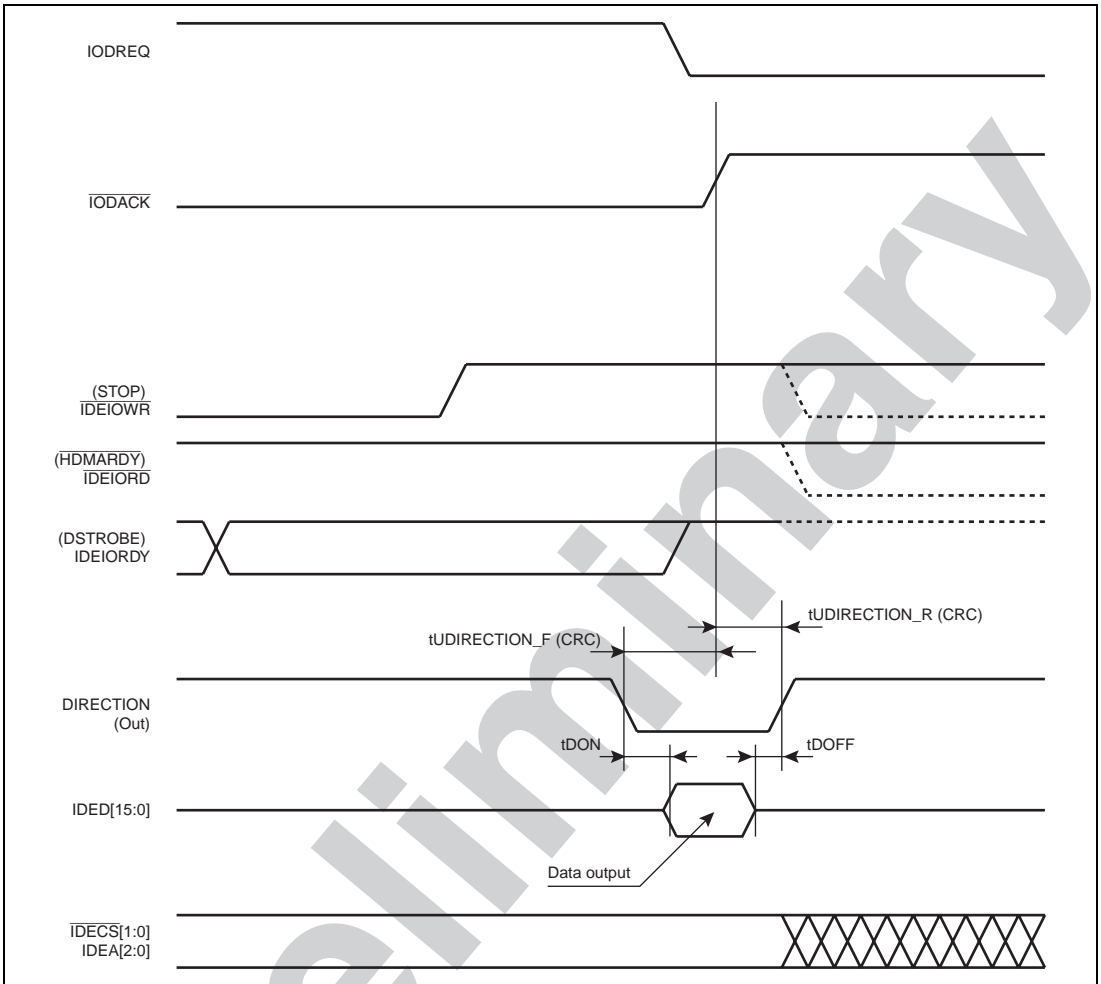 IODREQ
IODACK
(STOP)
IDEIOWR
(HDMARDY)
IDEIORD
(DSTROBE)
IDEIORDY
tUDIRECTION_R (CRC)
tUDIRECTION_F (CRC)
DIRECTION
(Out)
tDON
tDOFF
IDED[15:0]
Data output
IDECS[1:0]
IDEA[2:0]
eliminary